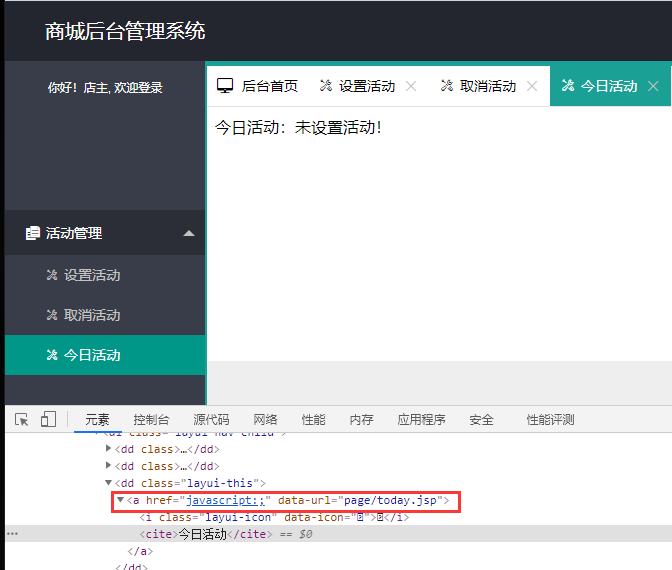 商城后台管理系统
你好！店主, 欢迎登录
后台首页 设置活动 取消活动 今日活动
今日活动：未设置活动！
活动管理
设置活动
取消活动
今日活动
元素 控制台 源代码 网络 性能 内存 应用程序 安全 性能评测
<dd class>…</dd>
<dd class>…</dd>
<dd class="layui-this">
<a href="javascript:;" data-url="page/today.jsp">
<i class="layui-icon" data-icon=""></i>
<cite>今日活动</cite> == $0
</a>
</dd>